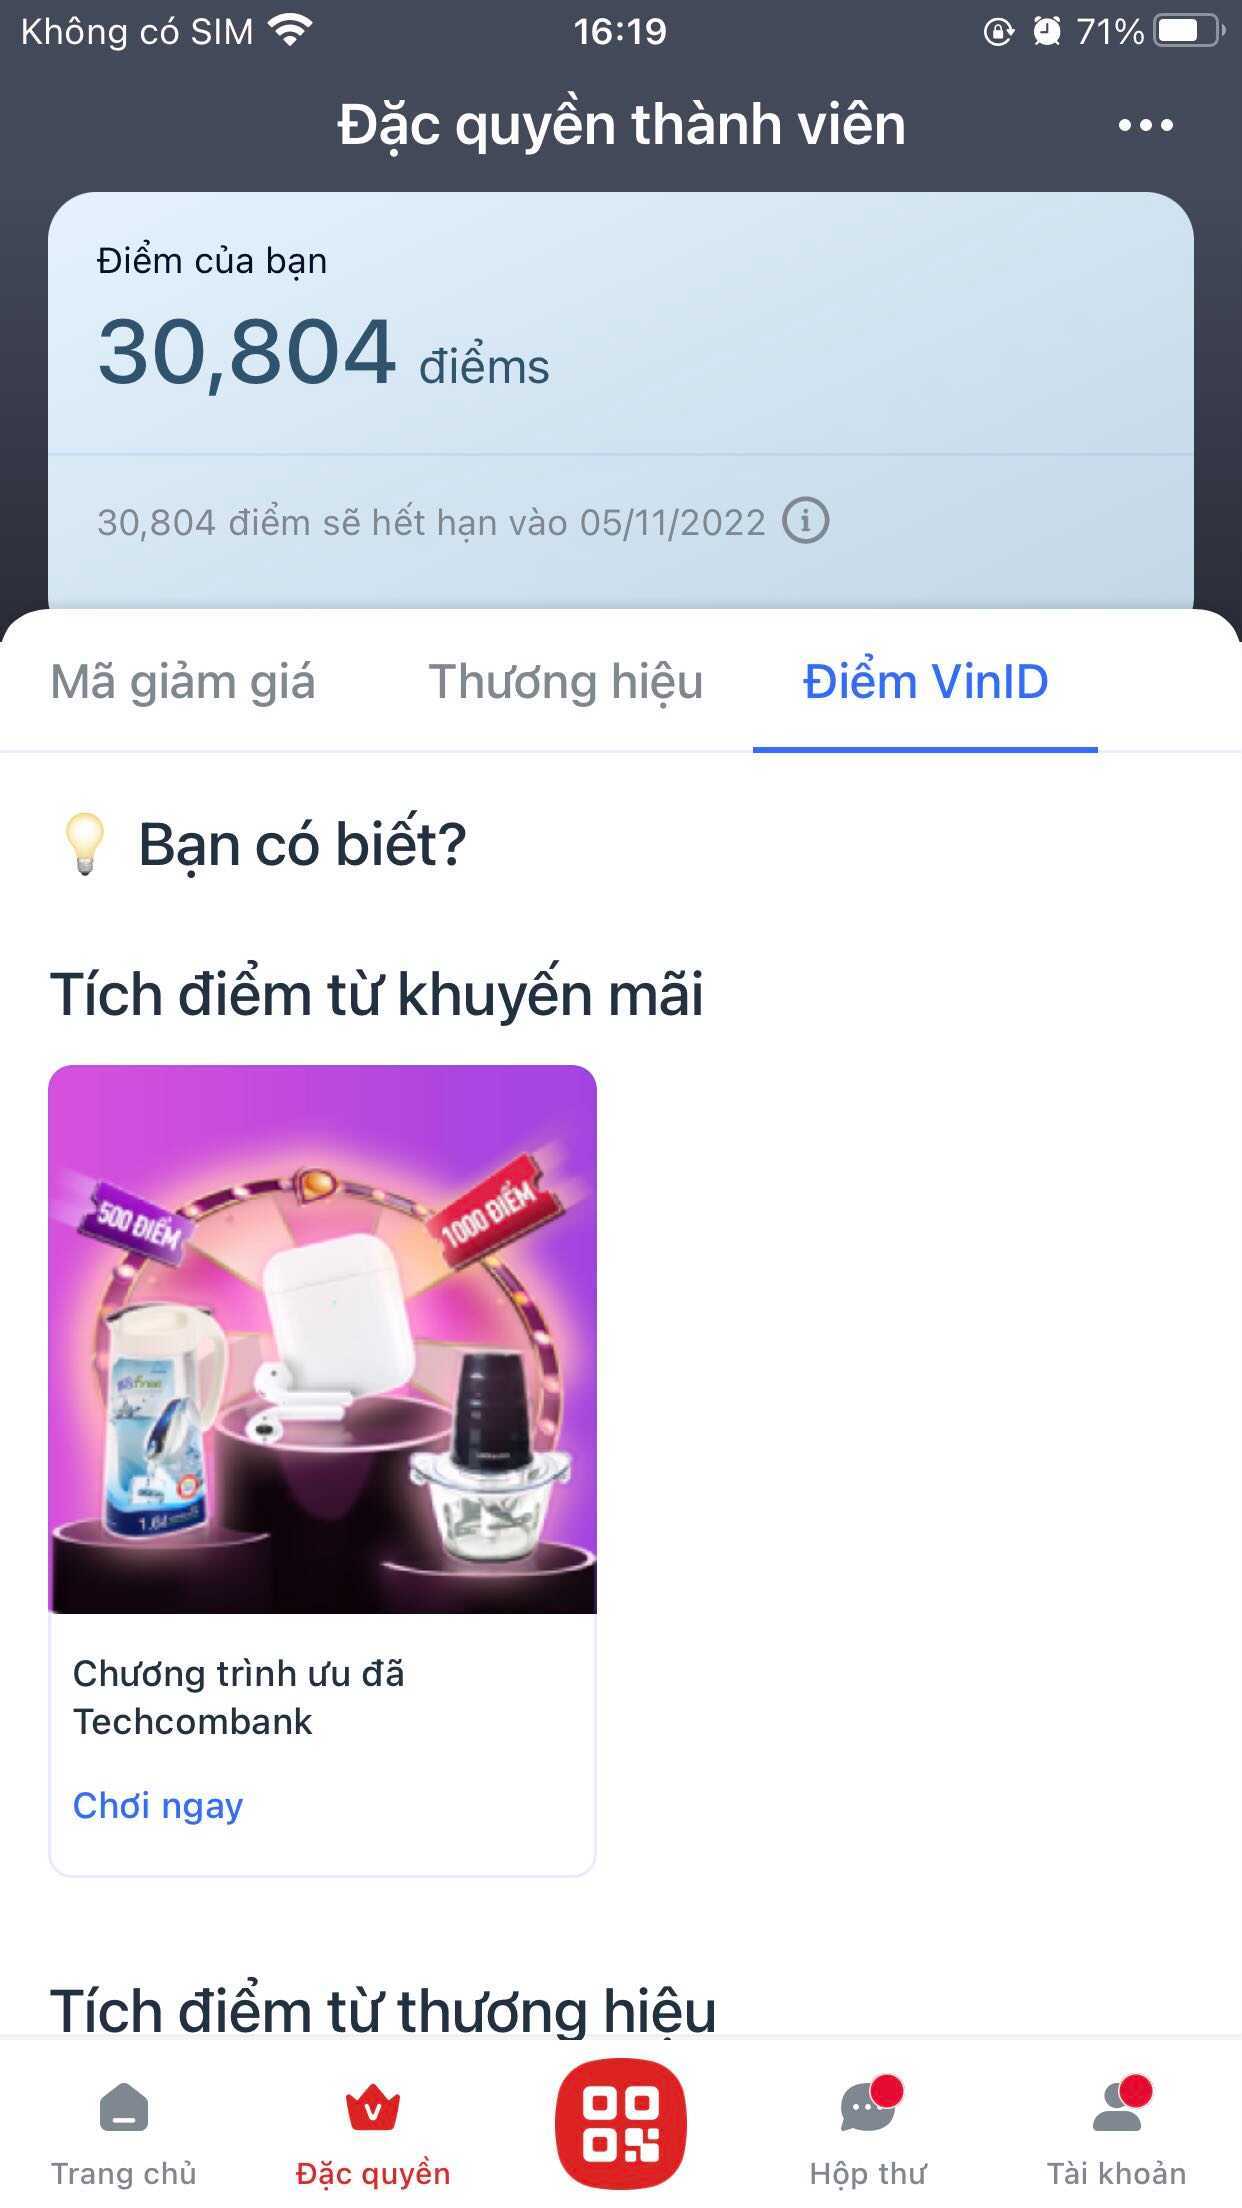 Không có SIM 16:19 71%
Đặc quyền thành viên
Điểm của bạn
30,804 điểms
30,804 điểm sẽ hết hạn vào 05/11/2022
Mã giảm giá Thương hiệu Điểm VinID
Bạn có biết?
Tích điểm từ khuyến mãi
500 ĐIỂM
1000 ĐIỂM
Chương trình ưu đã
Techcombank
Chơi ngay
Tích điểm từ thương hiệu
Trang chủ Đặc quyền Hộp thư Tài khoản